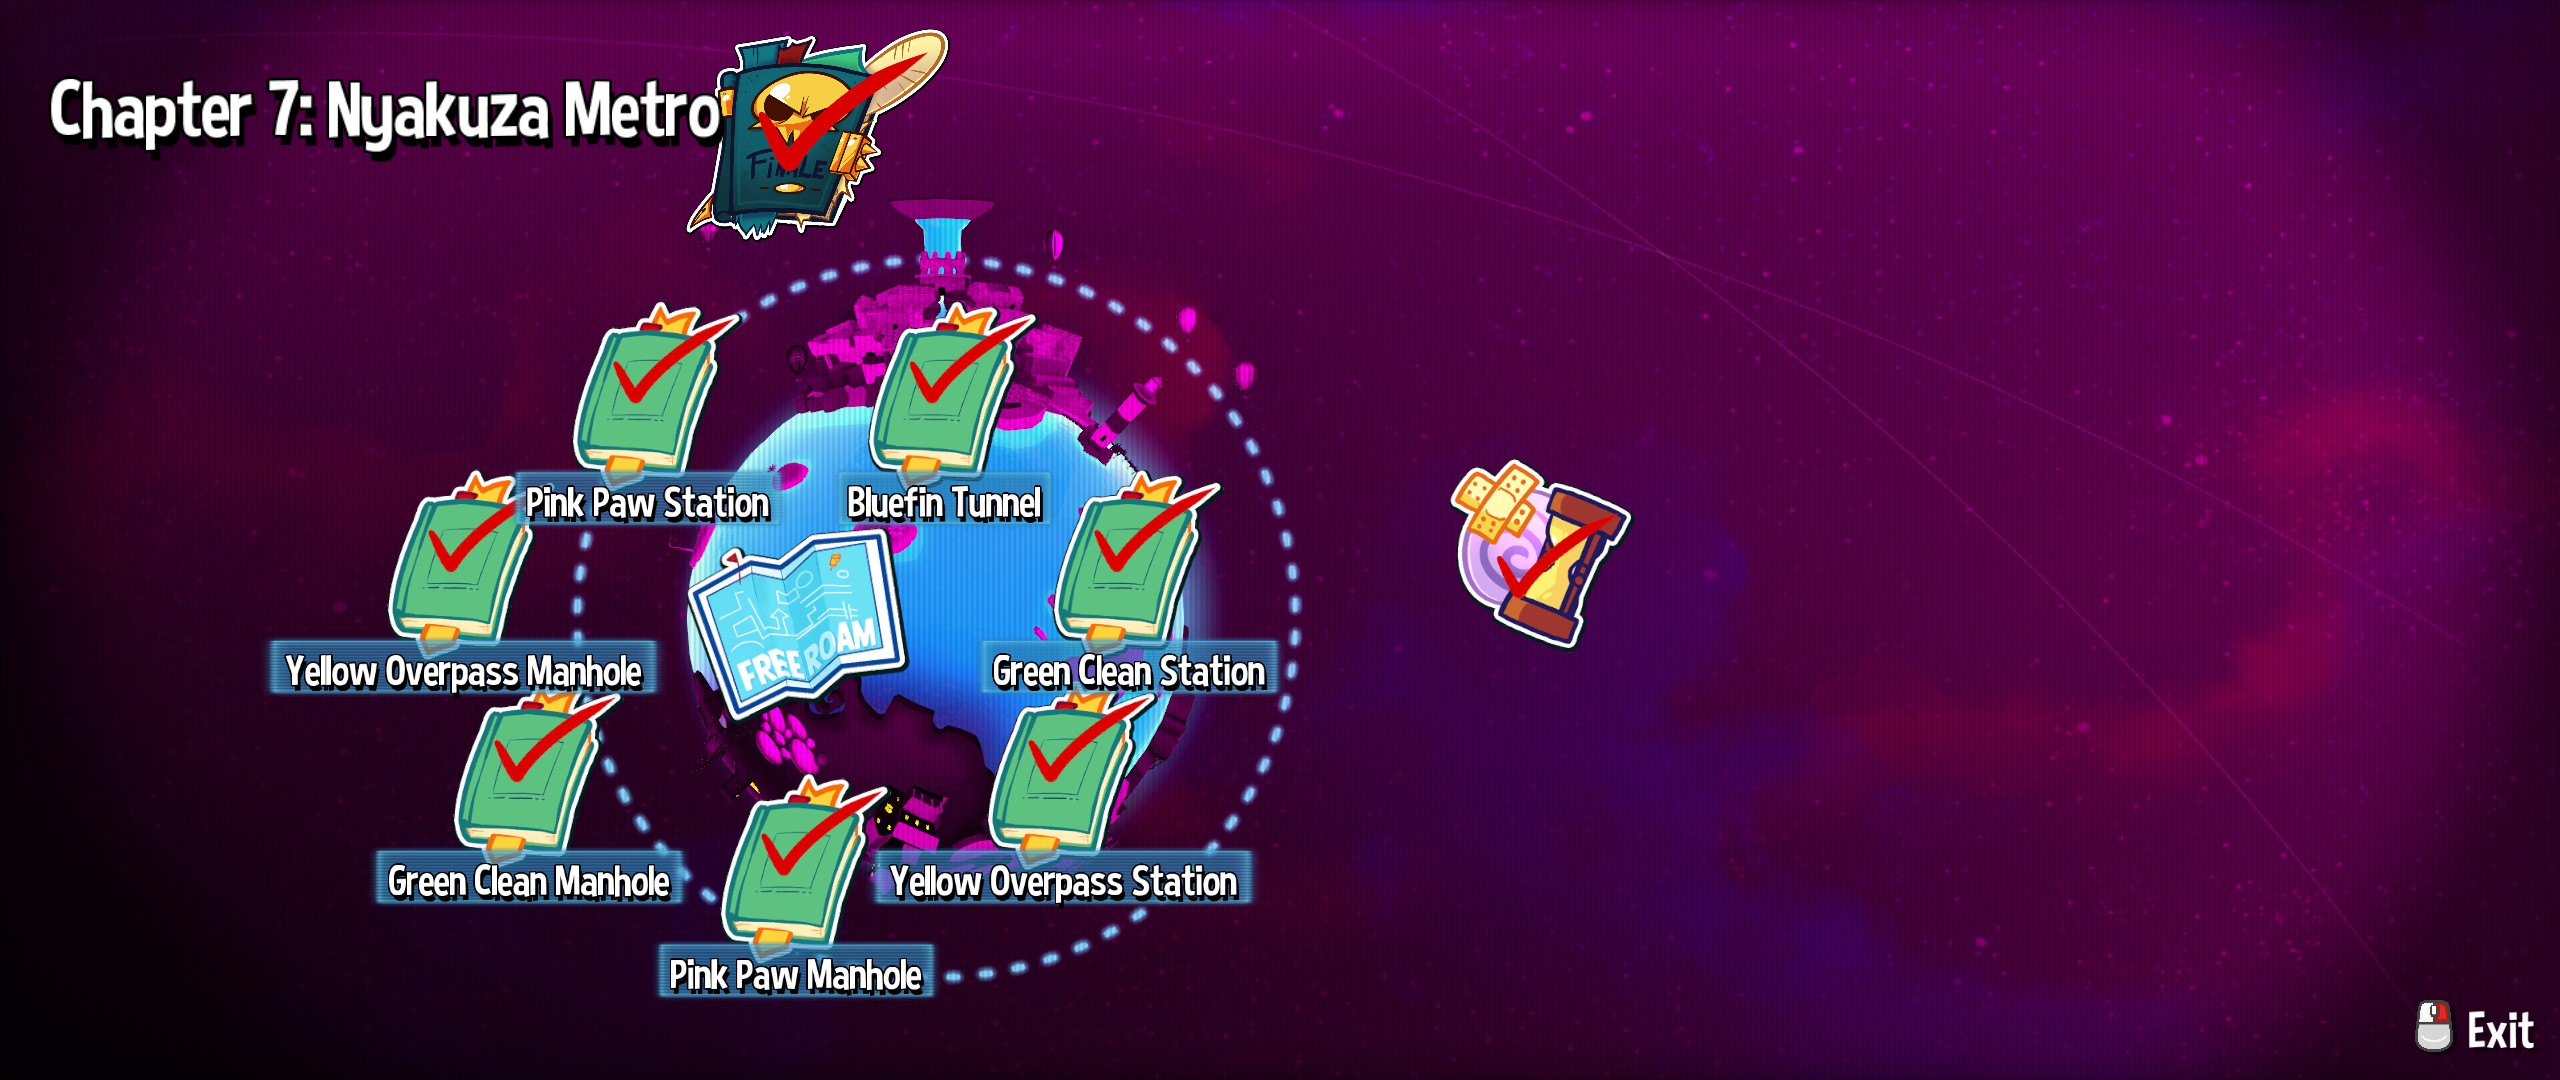 Chapter 7: Nyakuza Metro
FiNALE
Pink Paw Station
Bluefin Tunnel
Yellow Overpass Manhole
FREE ROAM
Green Clean Station
Green Clean Manhole
Yellow Overpass Station
Pink Paw Manhole
Exit